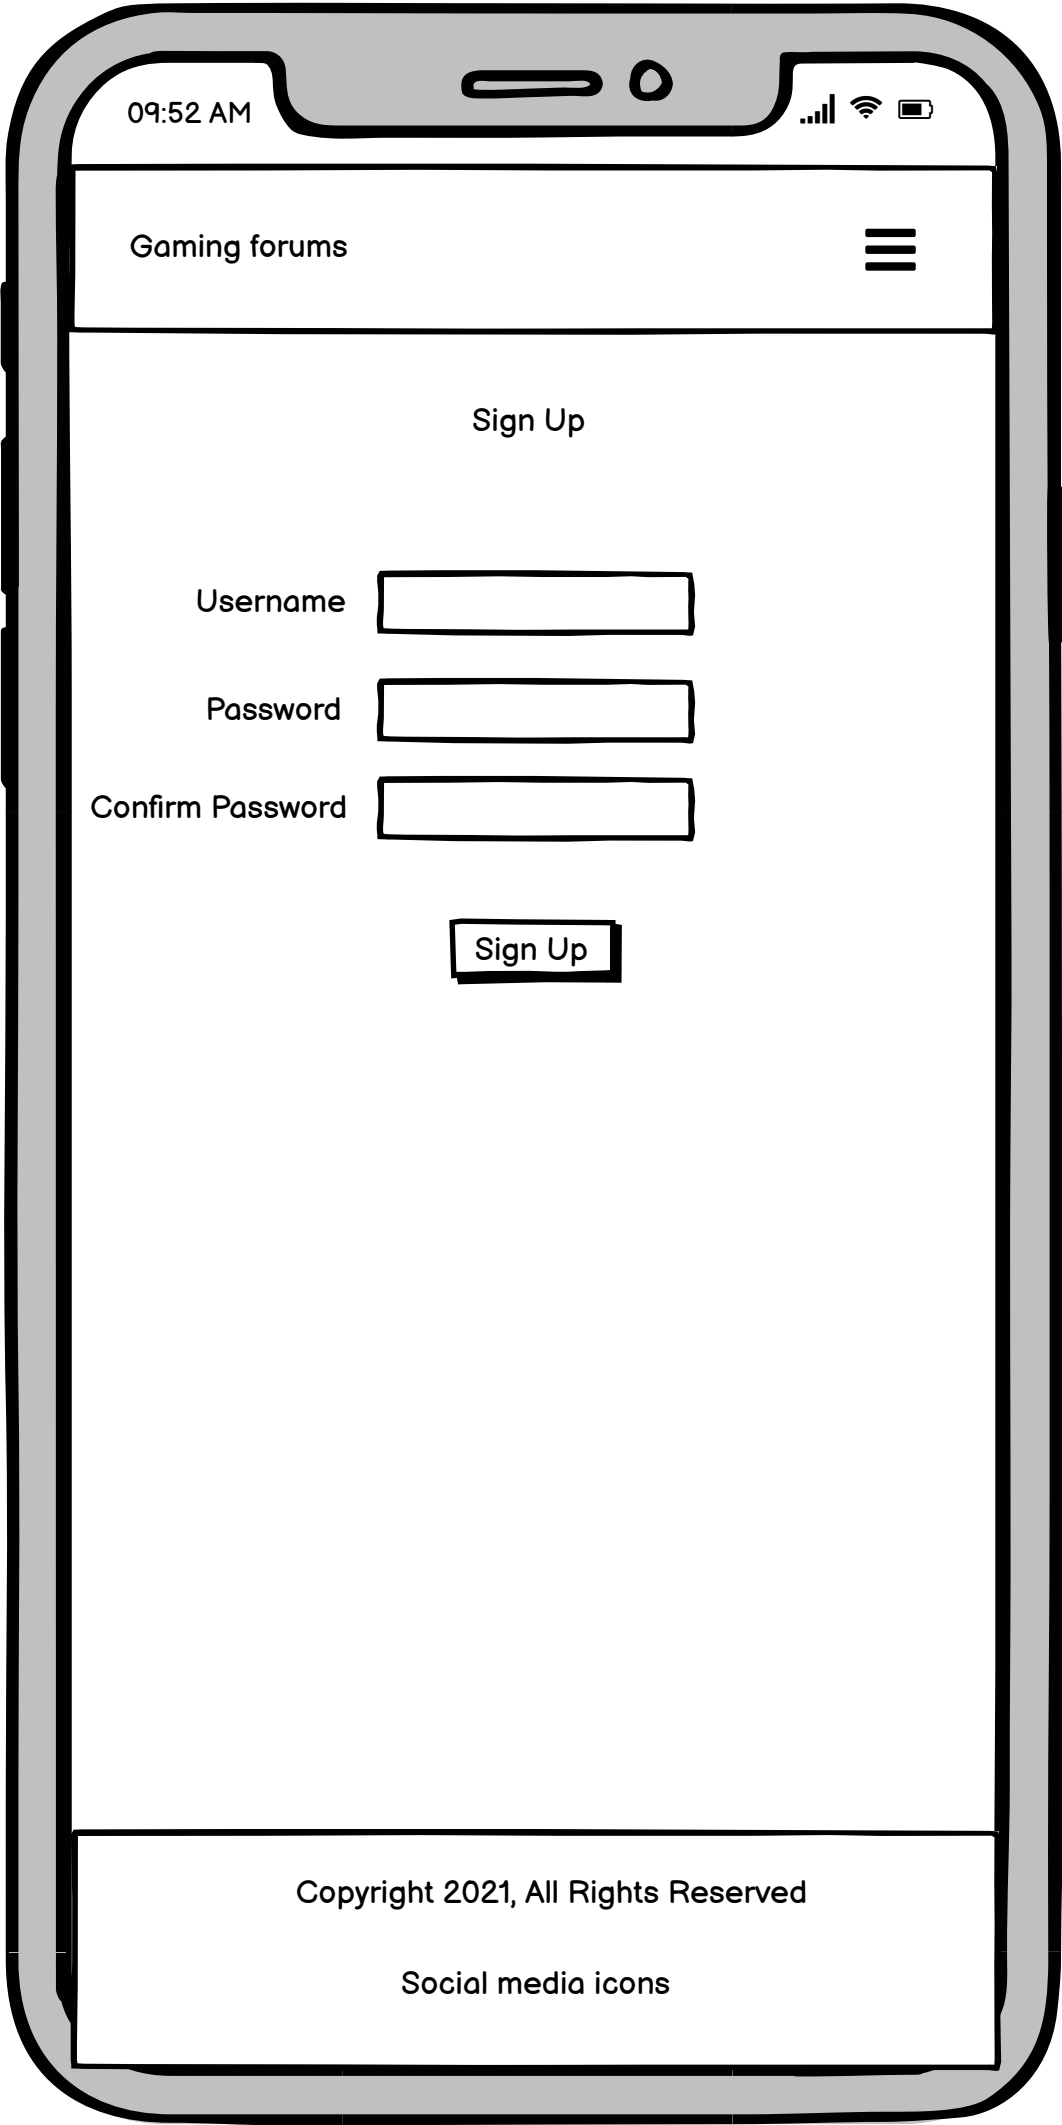 09:52 AM
Gaming forums
Sign Up
Username
Password
Confirm Password
Sign Up
Copyright 2021, All Rights Reserved
Social media icons